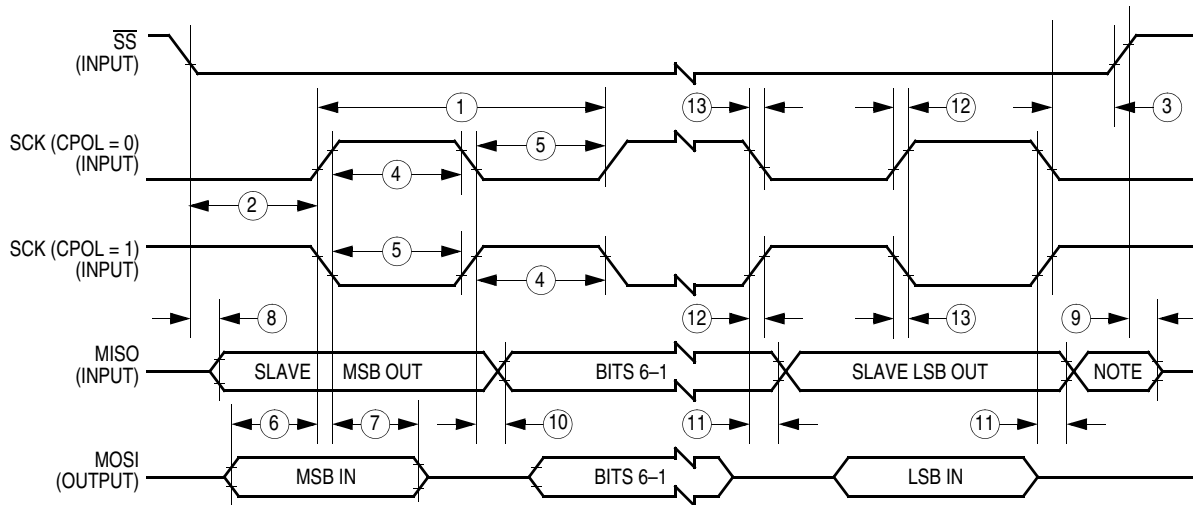 SS
(INPUT)
1
13
12
3
SCK (CPOL = 0)
(INPUT)
5
4
2
SCK (CPOL = 1)
(INPUT)
5
4
8
12
13
9
MISO
(INPUT)
SLAVE MSB OUT
BITS 6–1
SLAVE LSB OUT
NOTE
6
7
10
11
11
MOSI
(OUTPUT)
MSB IN
BITS 6–1
LSB IN